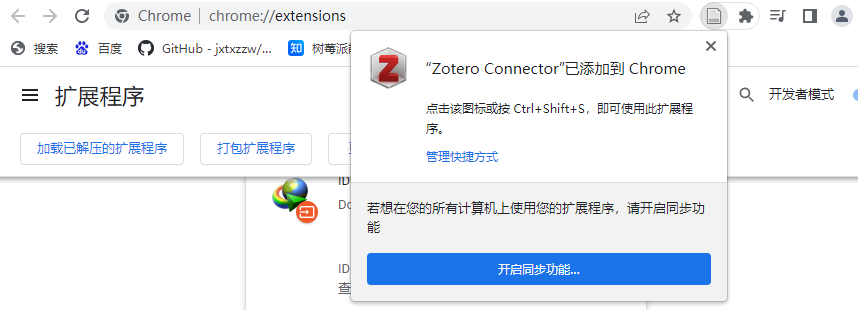 Chrome | chrome://extensions
搜索 百度 GitHub - jxtxzzw/... 知 树莓派
Z
“Zotero Connector”已添加到 Chrome
扩展程序
开发者模式
点击该图标或按 Ctrl+Shift+S，即可使用此扩展程
序。
加载已解压的扩展程序 打包扩展程序
管理快捷方式
Do
若想在您的所有计算机上使用您的扩展程序，请开启同步功
能
ID
查
开启同步功能...